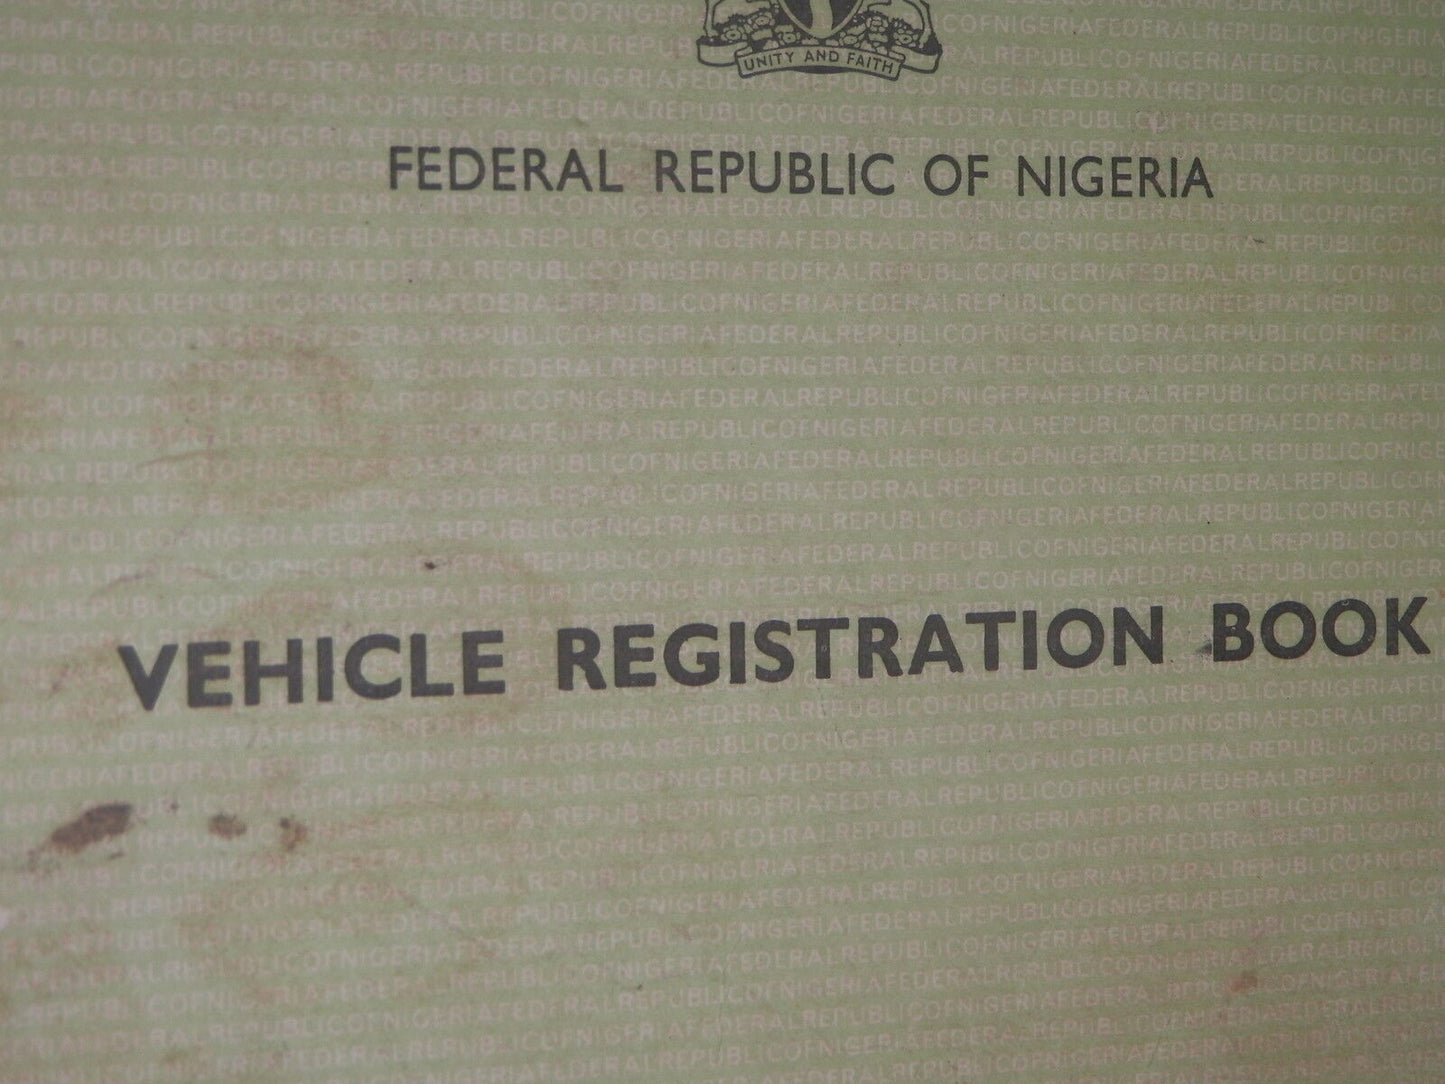 UNITY AND FAITH
FEDERAL REPUBLIC OF NIGERIA
VEHICLE REGISTRATION BOOK